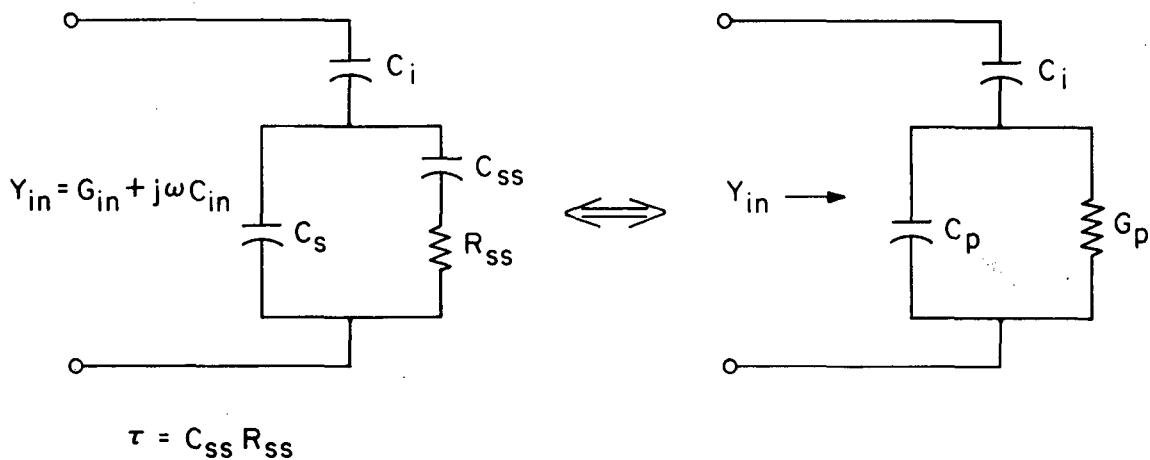 C_i
C_ss
Y_in = G_in + jωC_in
C_s
R_ss
τ = C_ss R_ss
C_i
Y_in
C_p
G_p